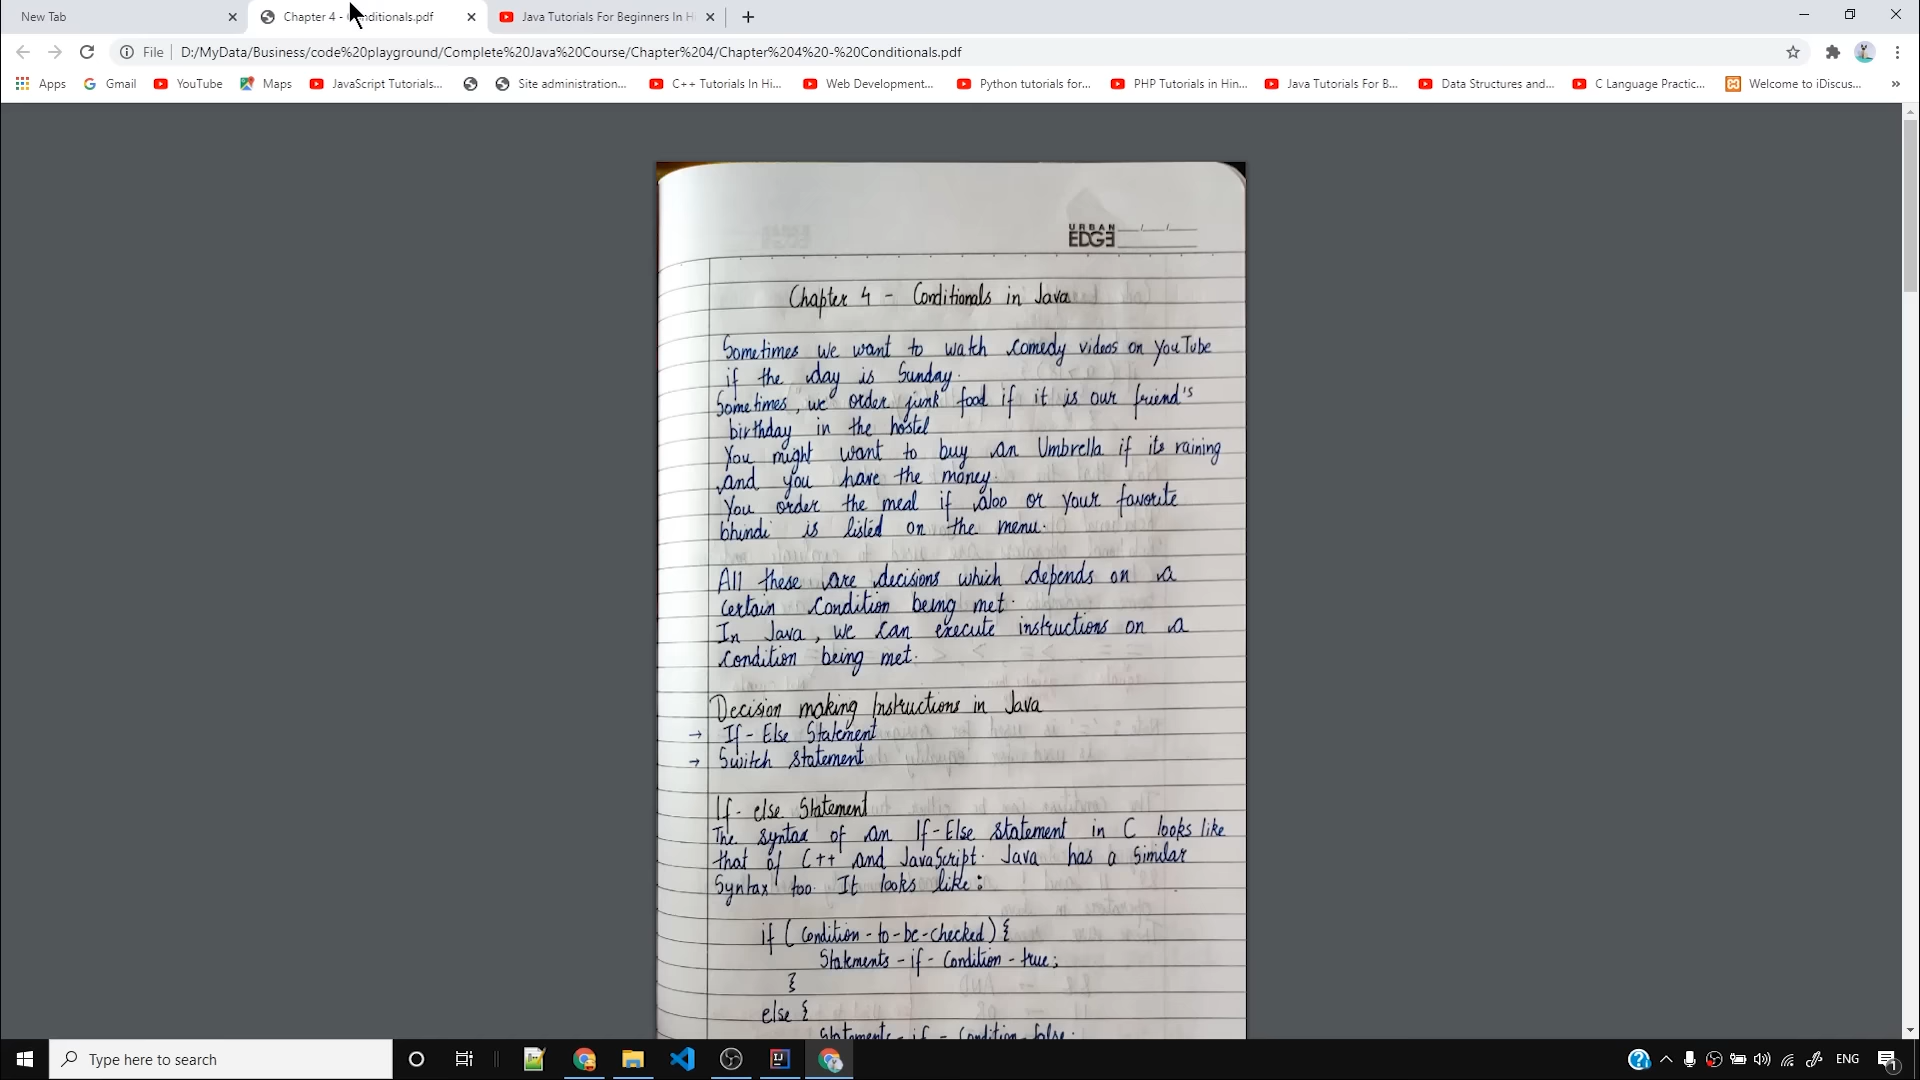 New Tab
Chapter 4 - Conditionals.pdf
Java Tutorials For Beginners In H
File
D:/MyData/Business/code%20playground/Complete%20Java%20Course/Chapter%204/Chapter%204%20-%20Conditionals.pdf
Apps
Gmail
YouTube
Maps
JavaScript Tutorials...
Site administration...
C++ Tutorials In Hi...
Web Development...
Python tutorials for...
PHP Tutorials in Hin...
Java Tutorials For B...
Data Structures and...
C Language Practic...
Welcome to iDiscus...
URBAN
EDGE
Chapter 4 - Conditionals in Java
Sometimes we want to watch comedy videos on YouTube
if the day is Sunday.
Sometimes, we order junk food if it is our friend's
birthday in the hostel
You might want to buy an Umbrella if its raining
and you have the money.
You order the meal if aloo or your favorite
bhindi is listed on the menu.
All these are decisions which depends on a
certain condition being met.
In Java, we can execute instructions on a
condition being met.
Decision making Instructions in Java
→ If - Else Statement
→ Switch statement
If - else Statement
The syntax of an If-Else statement in C looks like
that of C++ and JavaScript. Java has a similar
Syntax too. It looks like:
if ( Condition-to-be-checked) {
Statements-if-Condition-true;
}
else {
Statements-if-Condition-false;
Type here to search
ENG
1